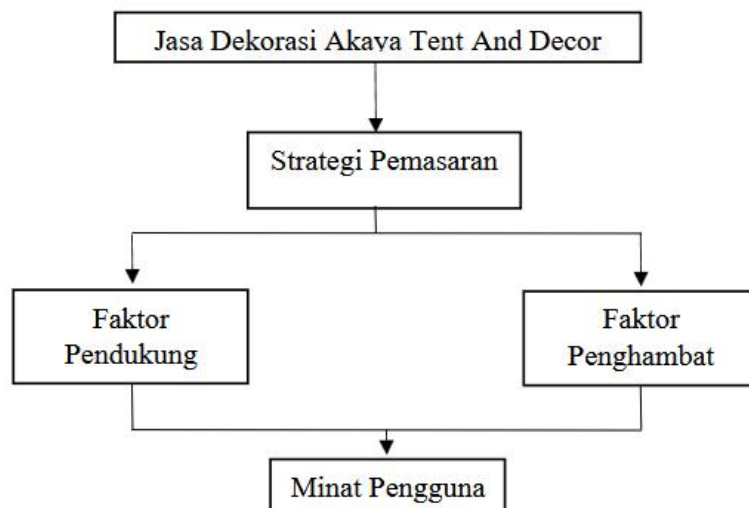 Jasa Dekorasi Akaya Tent And Decor
Strategi Pemasaran
Faktor
Pendukung
Faktor
Penghambat
Minat Pengguna